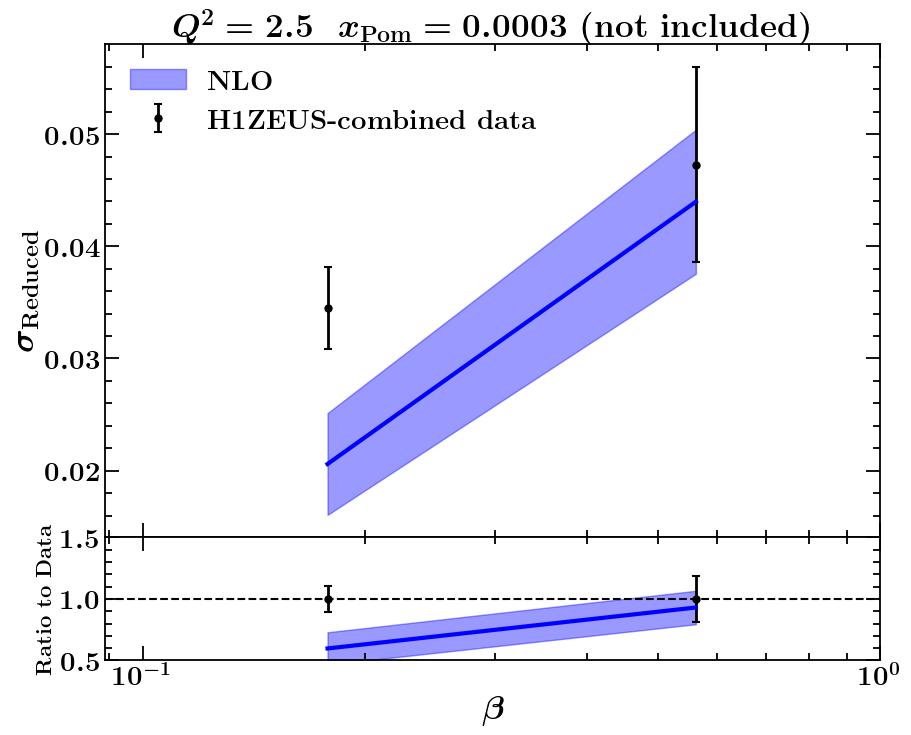 Q² = 2.5 x_Pom = 0.0003 (not included)
NLO
H1ZEUS-combined data
σ_Reduced
0.05
0.04
0.03
0.02
Ratio to Data
1.5
1.0
0.5
10⁻¹
10⁰
β